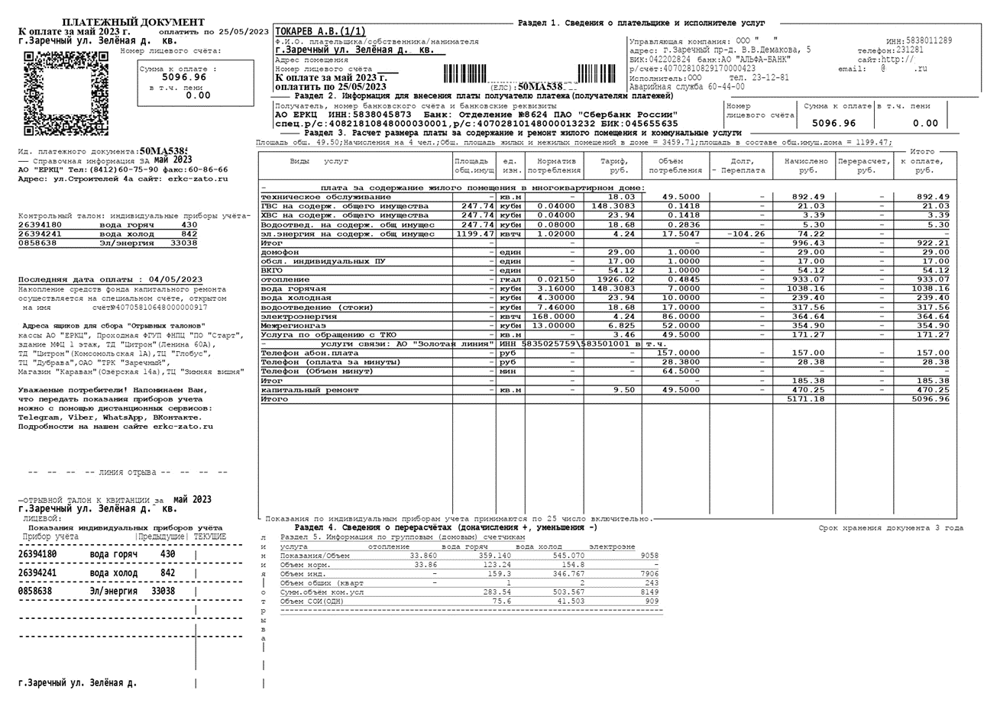 ПЛАТЕЖНЫЙ ДОКУМЕНТ
К оплате за май 2023 г. оплатить по 25/05/2023
г.Заречный ул. Зелёная д. кв.
Номер лицевого счёта:
Сумма к оплате :
5096.96
в т.ч. пени
0.00
Ид. платежного документа:50МА538
— Справочная информация ЗА май 2023
АО "ЕРКЦ" Тел:(8412)60-75-90 факс:60-86-66
Адрес: ул.Строителей 4а сайт: erkc-zato.ru
Контрольный талон: индивидуальные приборы учёта-
26394180 вода горяч 430
26394241 вода холод 842
0858638 Эл/энергия 33038
Последняя дата оплаты : 04/05/2023
Накопление средств фонда капитального ремонта
осуществляется на специальном счёте, открытом
на имя счёт№40705810648000000917
Адреса ящиков для сбора "Отрывных талонов"
кассы АО "ЕРКЦ", Проходная ФГУП ФНПЦ "ПО "Старт",
здание МФЦ 1 этаж, ТД "Цитрон"(Ленина 60А),
ТД "Цитрон"(Комсомольская 1А),ТЦ "Глобус",
ТЦ "Дубрава",ОАО "ТРК "Заречный",
Магазин "Караван"(Озёрская 14а),ТЦ "Зимняя вишня"
Уважаемые потребители! Напоминаем Вам,
что передать показания приборов учета
можно с помощью дистанционных сервисов:
Telegram, Viber, WhatsApp, ВКонтакте.
Подробности на нашем сайте erkc-zato.ru
-- -- -- -- линия отрыва -- -- -- --
—ОТРЫВНОЙ ТАЛОН К КВИТАНЦИИ за май 2023
г.Заречный ул. Зелёная д. кв.
ЛИЦЕВОЙ:
Показания индивидуальных приборов учёта
Прибор учёта |Предыдущие| ТЕКУЩИЕ
26394180 вода горяч 430 |
26394241 вода холод 842 |
0858638 Эл/энергия 33038 |
г.Заречный ул. Зелёная д.
Раздел 1. Сведения о плательщике и исполнителе услуг
ТОКАРЕВ А.В.(1/1)
Ф.И.О. плательщика/собственника/нанимателя
г.Заречный ул. Зелёная д. кв.
Адрес помещения
Номер лицевого счёта
К оплате за май 2023 г.
оплатить по 25/05/2023 (ЕЛС):50МА538
Управляющая компания: ООО " " ИНН:5838011289
адрес: г.Заречный пр-д. В.В.Демакова, 5 телефон:231281
БИК:042202824 банк:АО "АЛЬФА-БАНК" сайт:http:/
р/счёт:40702810829170000423 email: @ .ru
Исполнитель:ООО тел. 23-12-81
Аварийная служба 60-44-00
Раздел 2. Информация для внесения платы получателю платежа(получателям платежей)
Получатель, номер банковского счёта и банковские реквизиты
АО ЕРКЦ ИНН:5838045873 Банк: Отделение №8624 ПАО "Сбербанк России"
спец.р/с:40821810848000030001,р/с:40702810148000013232 БИК:045655635
Номер лицевого счёта
Сумма к оплате
5096.96
в т.ч. пени
0.00
Раздел 3. Расчет размера платы за содержание и ремонт жилого помещения и коммунальные услуги
Площадь общ. 49.50;Начисления на 4 чел.;Общ. площадь жилых и нежилых помещений в доме = 3459.71;площадь в составе общ.имущ.дома = 1199.47;
Виды услуг | Площадь общ.имущ | ед. изн. | Норматив потребления | Тариф, руб. | Объём потребления | Долг, - Переплата | Начислено руб. | Перерасчет, руб. | Итого к оплате, руб.
- плата за содержание жилого помещения в многоквартирном доме:
техническое обслуживание - кв.м - 18.03 49.5000 - 892.49 - 892.49
ГВС на содерж. общего имущества 247.74 кубм 0.04000 148.3083 0.1418 - 21.03 - 21.03
ХВС на содерж. общего имущества 247.74 кубм 0.04000 23.94 0.1418 - 3.39 - 3.39
Водоотвед. на содерж. общ имущес 247.74 кубм 0.08000 18.68 0.2836 - 5.30 - 5.30
Эл.энергия на содерж. общ имущес 1199.47 квтч 1.02000 4.24 17.5047 -104.26 74.22 -
Итог - - - - 996.43 - 922.21
домофон - един - 29.00 1.0000 - 29.00 - 29.00
обсл. индивидуальных ПУ - един - 17.00 1.0000 - 17.00 - 17.00
ВКГО - един - 54.12 1.0000 - 54.12 - 54.12
отопление - гкал 0.02150 1926.02 0.4845 - 933.07 - 933.07
вода горячая - кубм 3.16000 148.3083 7.0000 - 1038.16 - 1038.16
вода холодная - кубм 4.30000 23.94 10.0000 - 239.40 - 239.40
водоотведение (стоки) - кубм 7.46000 18.68 17.0000 - 317.56 - 317.56
электроэнергия - квтч 168.0000 4.24 86.0000 - 364.64 - 364.64
Межрегионгаз - кубм 13.00000 6.825 52.0000 - 354.90 - 354.90
Услуга по обращению с ТКО - кв.м - 3.46 49.5000 - 171.27 - 171.27
- услуги связи: АО "Золотая линия" ИНН 5835025759\583501001 в т.ч.
Телефон абон.плата - руб - 157.0000 - 157.00 - 157.00
Телефон (оплата за минуты) - руб - 28.3800 - 28.38 - 28.38
Телефон (Объем минут) - мин - 64.5000 - - - -
Итог - - - - 185.38 - 185.38
капитальный ремонт - кв.м - 9.50 49.5000 - 470.25 - 470.25
Итого 5171.18 5096.96
Показания по индивидуальным приборам учета принимаются по 25 число включительно.
Раздел 4. Сведения о перерасчётах (доначисления +, уменьшения -) Срок хранения документа 3 года
линия отрыва
Раздел 5. Информация по групповым (домовым) счетчикам
услуга отопление вода горяч вода холод электроэне
Показания/Объем 33.860 359.140 545.070 9058
Объем норм. 33.86 123.24 154.8 -
Объем инд. - 159.3 346.767 7906
Объем общих (кварт - 1 2 243
Сумм.объём ком.усл 283.54 503.567 8149
Объем СОИ(ОДН) 75.6 41.503 909